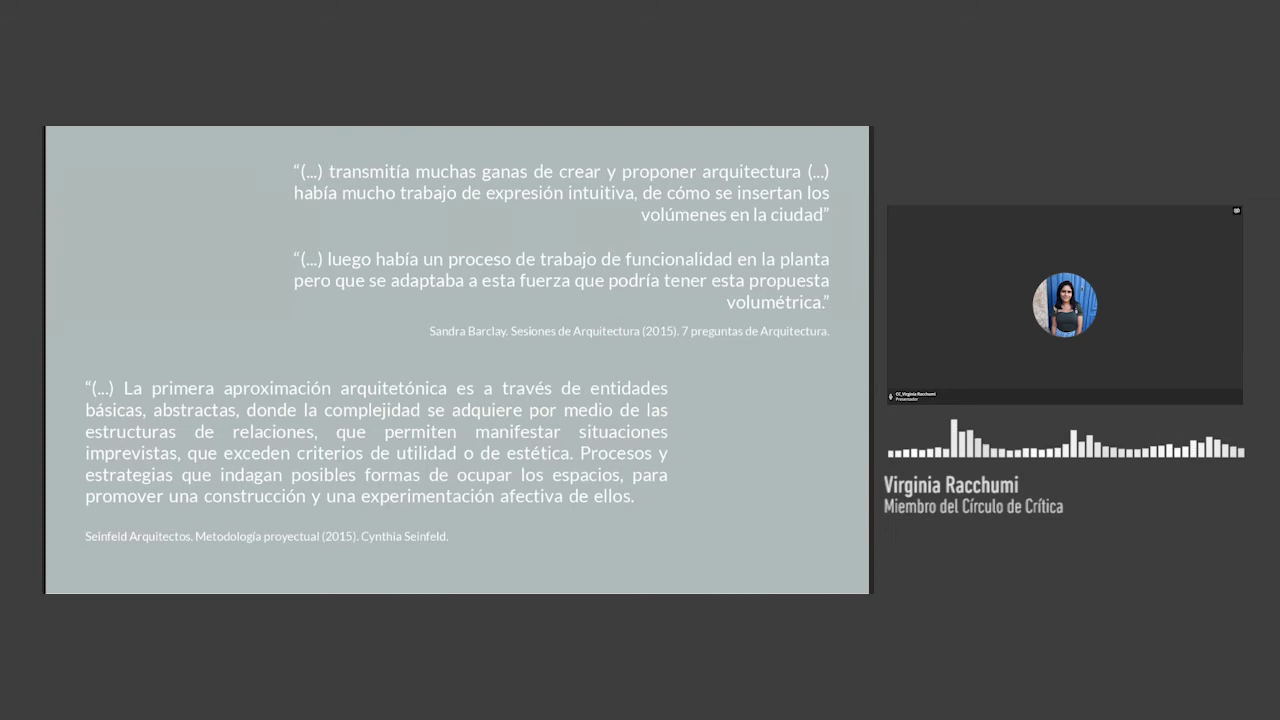 “(...) transmitía muchas ganas de crear y proponer arquitectura (...)
había mucho trabajo de expresión intuitiva, de cómo se insertan los
volúmenes en la ciudad”
“(...) luego había un proceso de trabajo de funcionalidad en la planta
pero que se adaptaba a esta fuerza que podría tener esta propuesta
volumétrica.”
Sandra Barclay. Sesiones de Arquitectura (2015). 7 preguntas de Arquitectura.
“(...) La primera aproximación arquitetónica es a través de entidades
básicas, abstractas, donde la complejidad se adquiere por medio de las
estructuras de relaciones, que permiten manifestar situaciones
imprevistas, que exceden criterios de utilidad o de estética. Procesos y
estrategias que indagan posibles formas de ocupar los espacios, para
promover una construcción y una experimentación afectiva de ellos.
Seinfeld Arquitectos. Metodología proyectual (2015). Cynthia Seinfeld.
CC_Virginia Racchumi
Presentador
Virginia Racchumi
Miembro del Círculo de Crítica